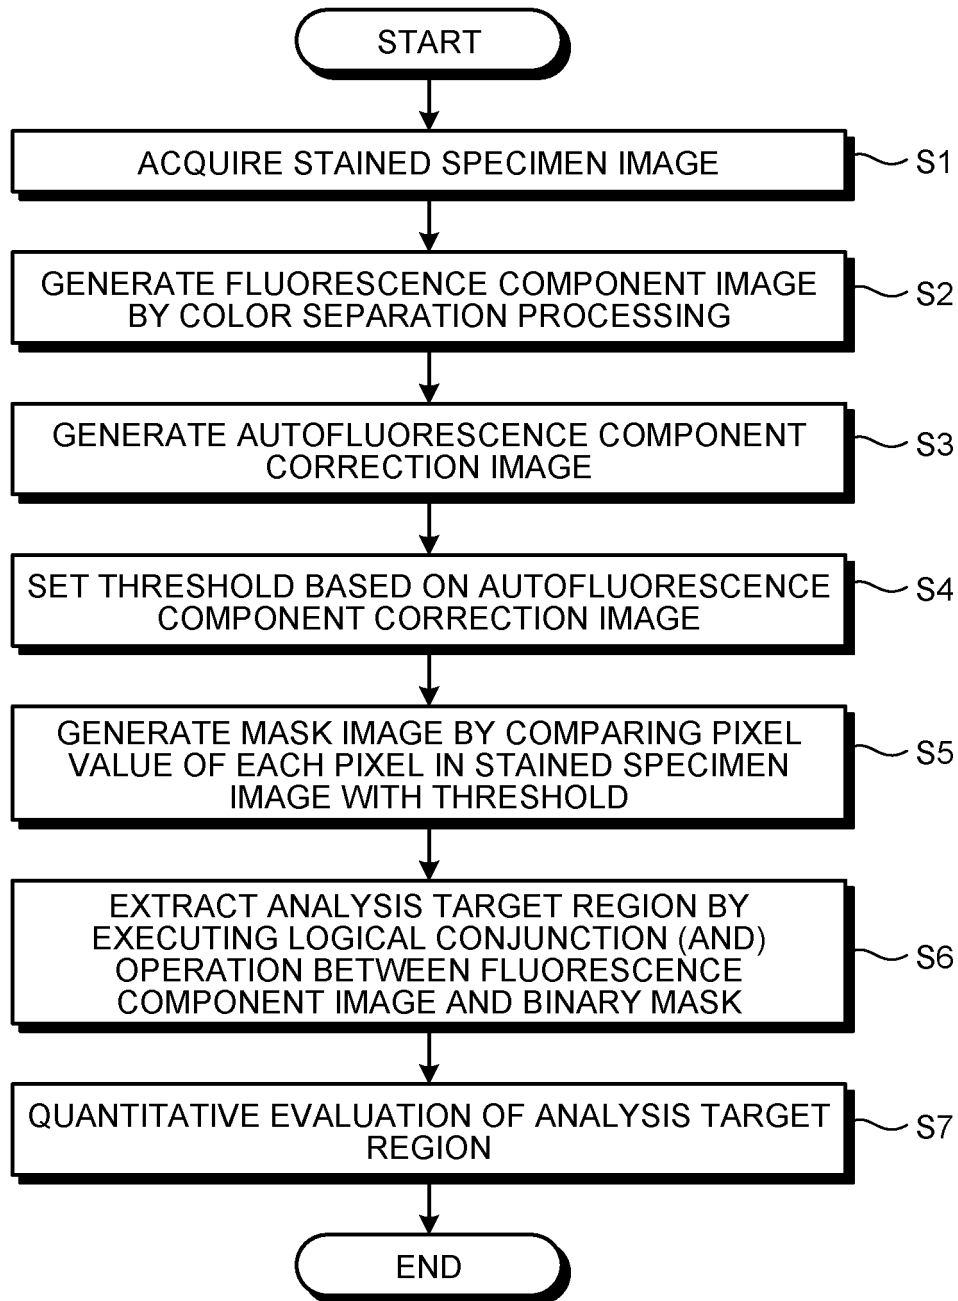 START
ACQUIRE STAINED SPECIMEN IMAGE
S1
GENERATE FLUORESCENCE COMPONENT IMAGE
BY COLOR SEPARATION PROCESSING
S2
GENERATE AUTOFLUORESCENCE COMPONENT
CORRECTION IMAGE
S3
SET THRESHOLD BASED ON AUTOFLUORESCENCE
COMPONENT CORRECTION IMAGE
S4
GENERATE MASK IMAGE BY COMPARING PIXEL
VALUE OF EACH PIXEL IN STAINED SPECIMEN
IMAGE WITH THRESHOLD
S5
EXTRACT ANALYSIS TARGET REGION BY
EXECUTING LOGICAL CONJUNCTION (AND)
OPERATION BETWEEN FLUORESCENCE
COMPONENT IMAGE AND BINARY MASK
S6
QUANTITATIVE EVALUATION OF ANALYSIS TARGET
REGION
S7
END